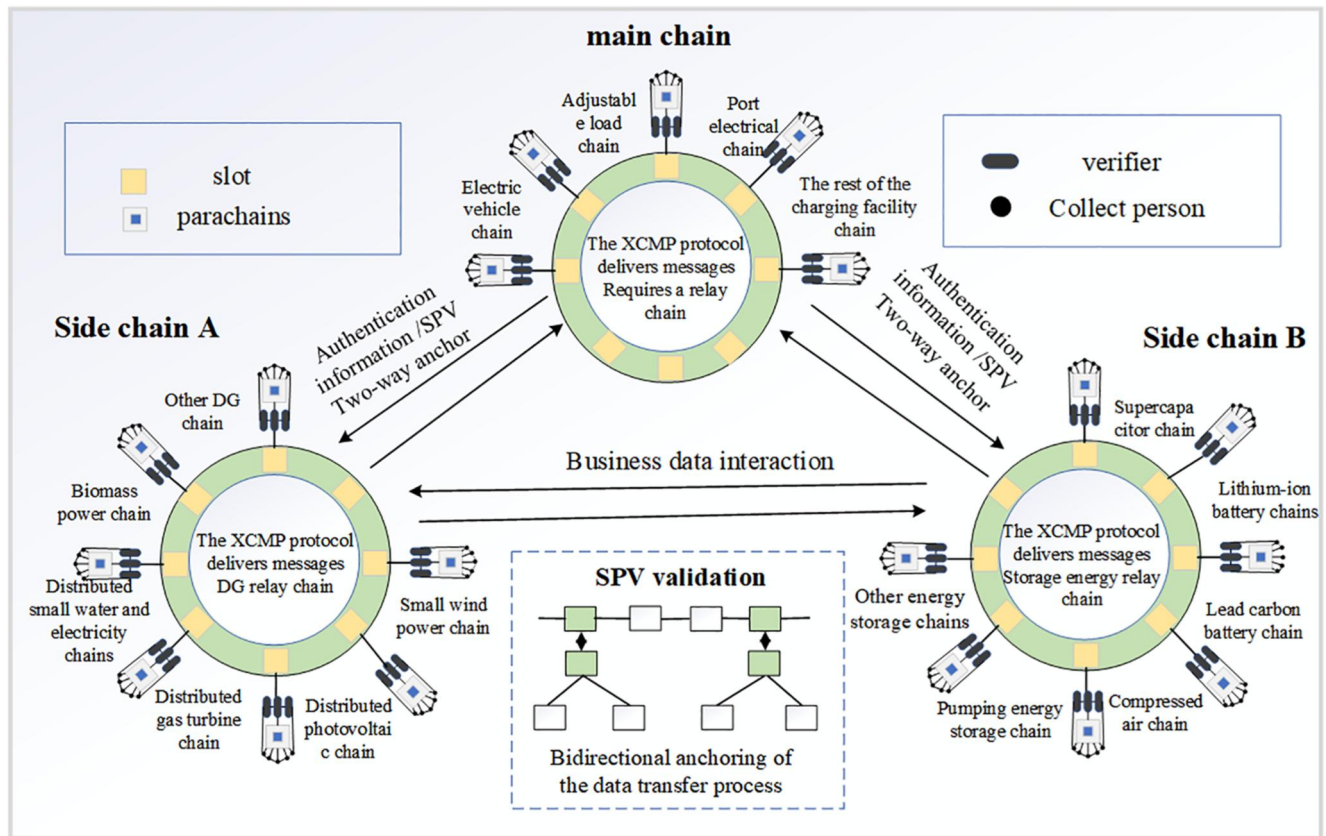 main chain
slot
parachains
verifier
Collect person
Adjustabl
e load
chain
Port
electrical
chain
Electric
vehicle
chain
The rest of the
charging facility
chain
The XCMP protocol
delivers messages
Requires a relay
chain
Side chain A
Authentication
information /SPV
Two-way anchor
Authentication
information /SPV
Two-way anchor
Side chain B
Other DG
chain
Biomass
power chain
Distributed
small water and
electricity
chains
Distributed
gas turbine
chain
Distributed
photovoltai
c chain
Small wind
power chain
The XCMP protocol
delivers messages
DG relay chain
Business data interaction
SPV validation
Bidirectional anchoring of
the data transfer process
Supercapa
citor chain
Lithium-ion
battery chains
Lead carbon
battery chain
Compressed
air chain
Pumping energy
storage chain
Other energy
storage chains
The XCMP protocol
delivers messages
Storage energy relay
chain